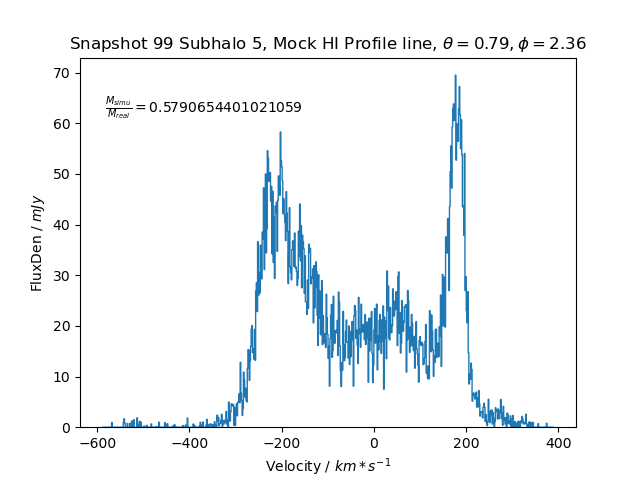 Snapshot 99 Subhalo 5, Mock HI Profile line, θ = 0.79, ϕ = 2.36
70
60
50
40
30
20
10
0
M_simu / M_real = 0.5790654401021059
FluxDen / mJy
−600 −400 −200 0 200 400
Velocity / km * s⁻¹